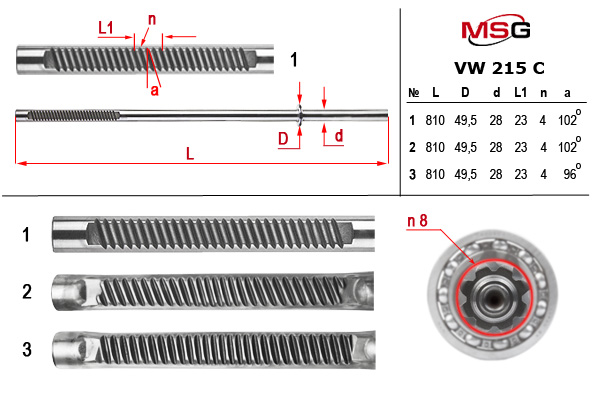 L1
n
a
1
D
d
L
MSG
VW 215 C
№ L D d L1 n a
1 810 49,5 28 23 4 102°
2 810 49,5 28 23 4 102°
3 810 49,5 28 23 4 96°
1
2
3
n 8